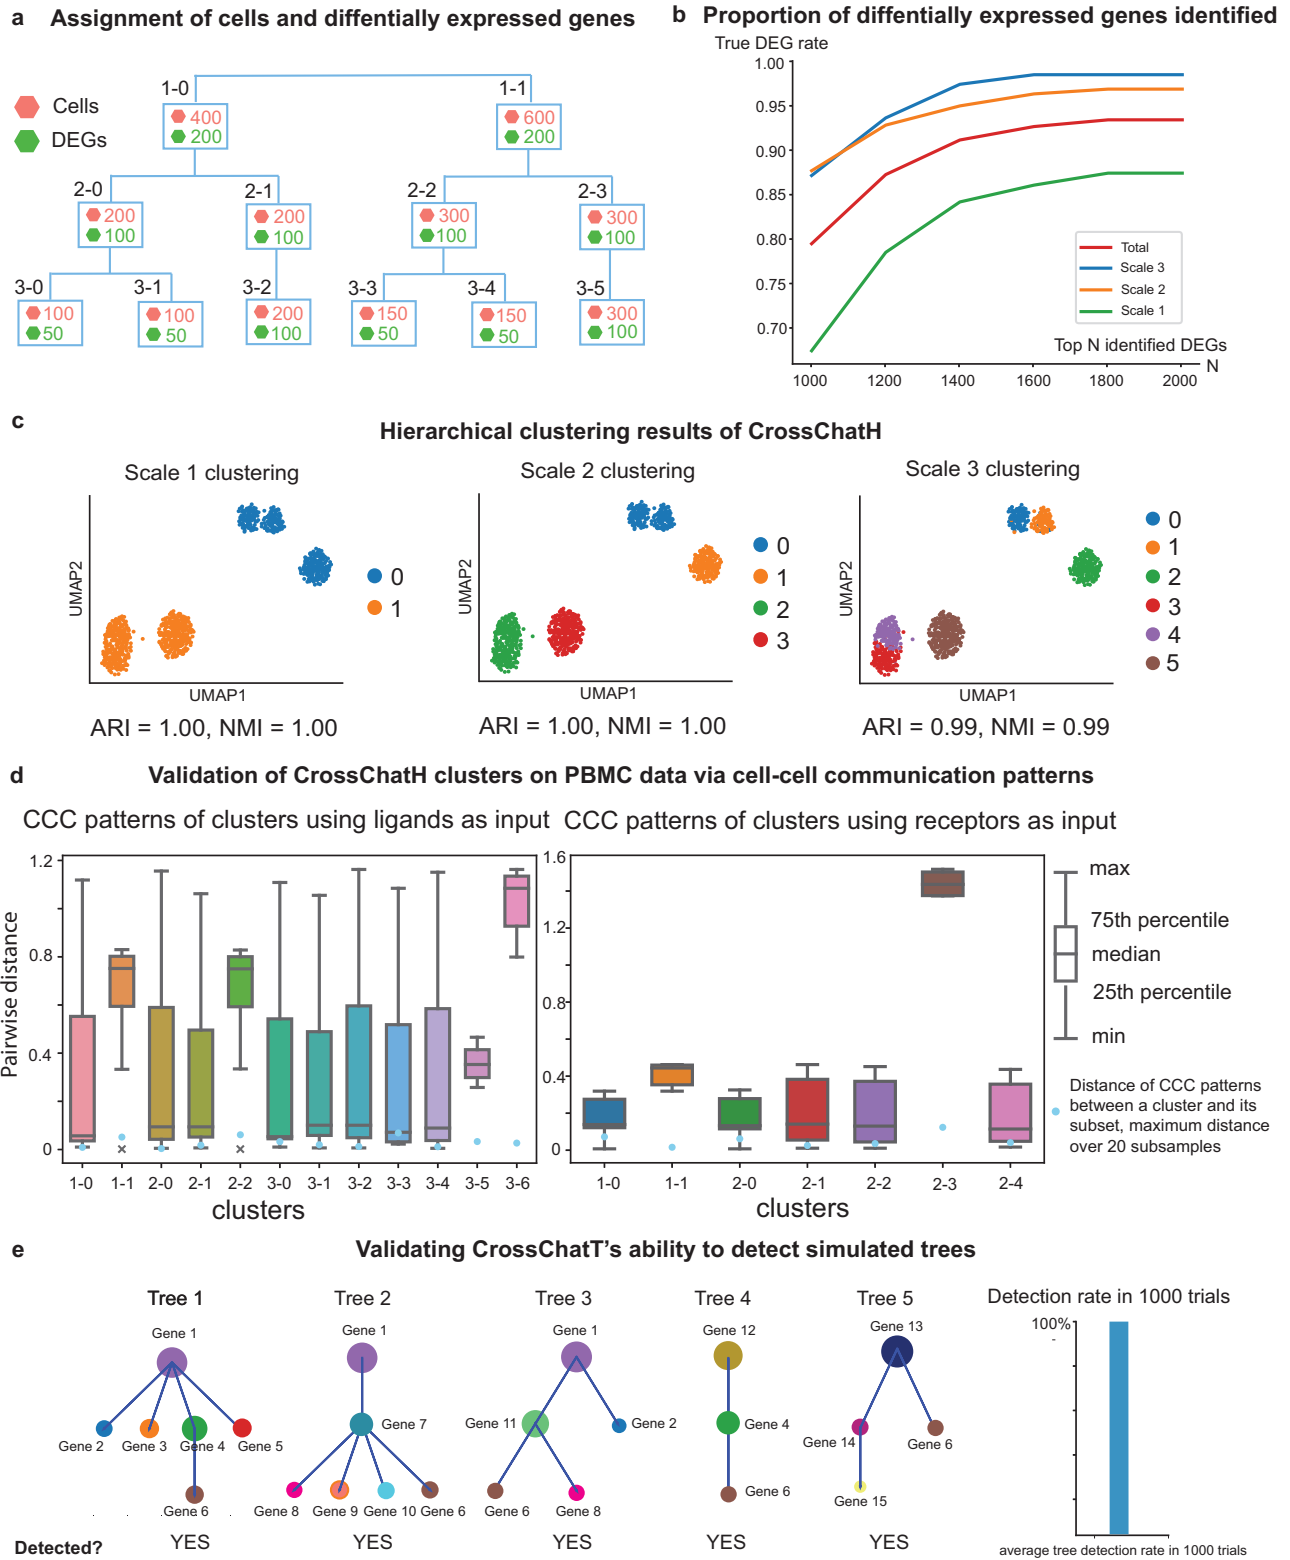 a Assignment of cells and diffentially expressed genes
Cells
DEGs
1-0
400
200
1-1
600
200
2-0
200
100
2-1
200
100
2-2
300
100
2-3
300
100
3-0
100
50
3-1
100
50
3-2
200
100
3-3
150
50
3-4
150
50
3-5
300
100
b Proportion of diffentially expressed genes identified
True DEG rate
1.00
0.95
0.90
0.85
0.80
0.75
0.70
Total
Scale 3
Scale 2
Scale 1
Top N identified DEGs
N
1000 1200 1400 1600 1800 2000
c
Hierarchical clustering results of CrossChatH
Scale 1 clustering
UMAP2
UMAP1
0
1
ARI = 1.00, NMI = 1.00
Scale 2 clustering
UMAP2
UMAP1
0
1
2
3
ARI = 1.00, NMI = 1.00
Scale 3 clustering
UMAP2
UMAP1
0
1
2
3
4
5
ARI = 0.99, NMI = 0.99
d Validation of CrossChatH clusters on PBMC data via cell-cell communication patterns
CCC patterns of clusters using ligands as input
Pairwise distance
1.2
0.8
0.4
0
1-0 1-1 2-0 2-1 2-2 3-0 3-1 3-2 3-3 3-4 3-5 3-6
clusters
CCC patterns of clusters using receptors as input
1.6
1.2
0.8
0.4
0
1-0 1-1 2-0 2-1 2-2 2-3 2-4
clusters
max
75th percentile
median
25th percentile
min
Distance of CCC patterns
between a cluster and its
subset, maximum distance
over 20 subsamples
e Validating CrossChatT's ability to detect simulated trees
Tree 1
Gene 1
Gene 2
Gene 3
Gene 4
Gene 5
Gene 6
Tree 2
Gene 1
Gene 7
Gene 8
Gene 9
Gene 10
Gene 6
Tree 3
Gene 1
Gene 11
Gene 2
Gene 6
Gene 8
Tree 4
Gene 12
Gene 4
Gene 6
Tree 5
Gene 13
Gene 14
Gene 6
Gene 15
Detected? YES YES YES YES YES
Detection rate in 1000 trials
100%
average tree detection rate in 1000 trials